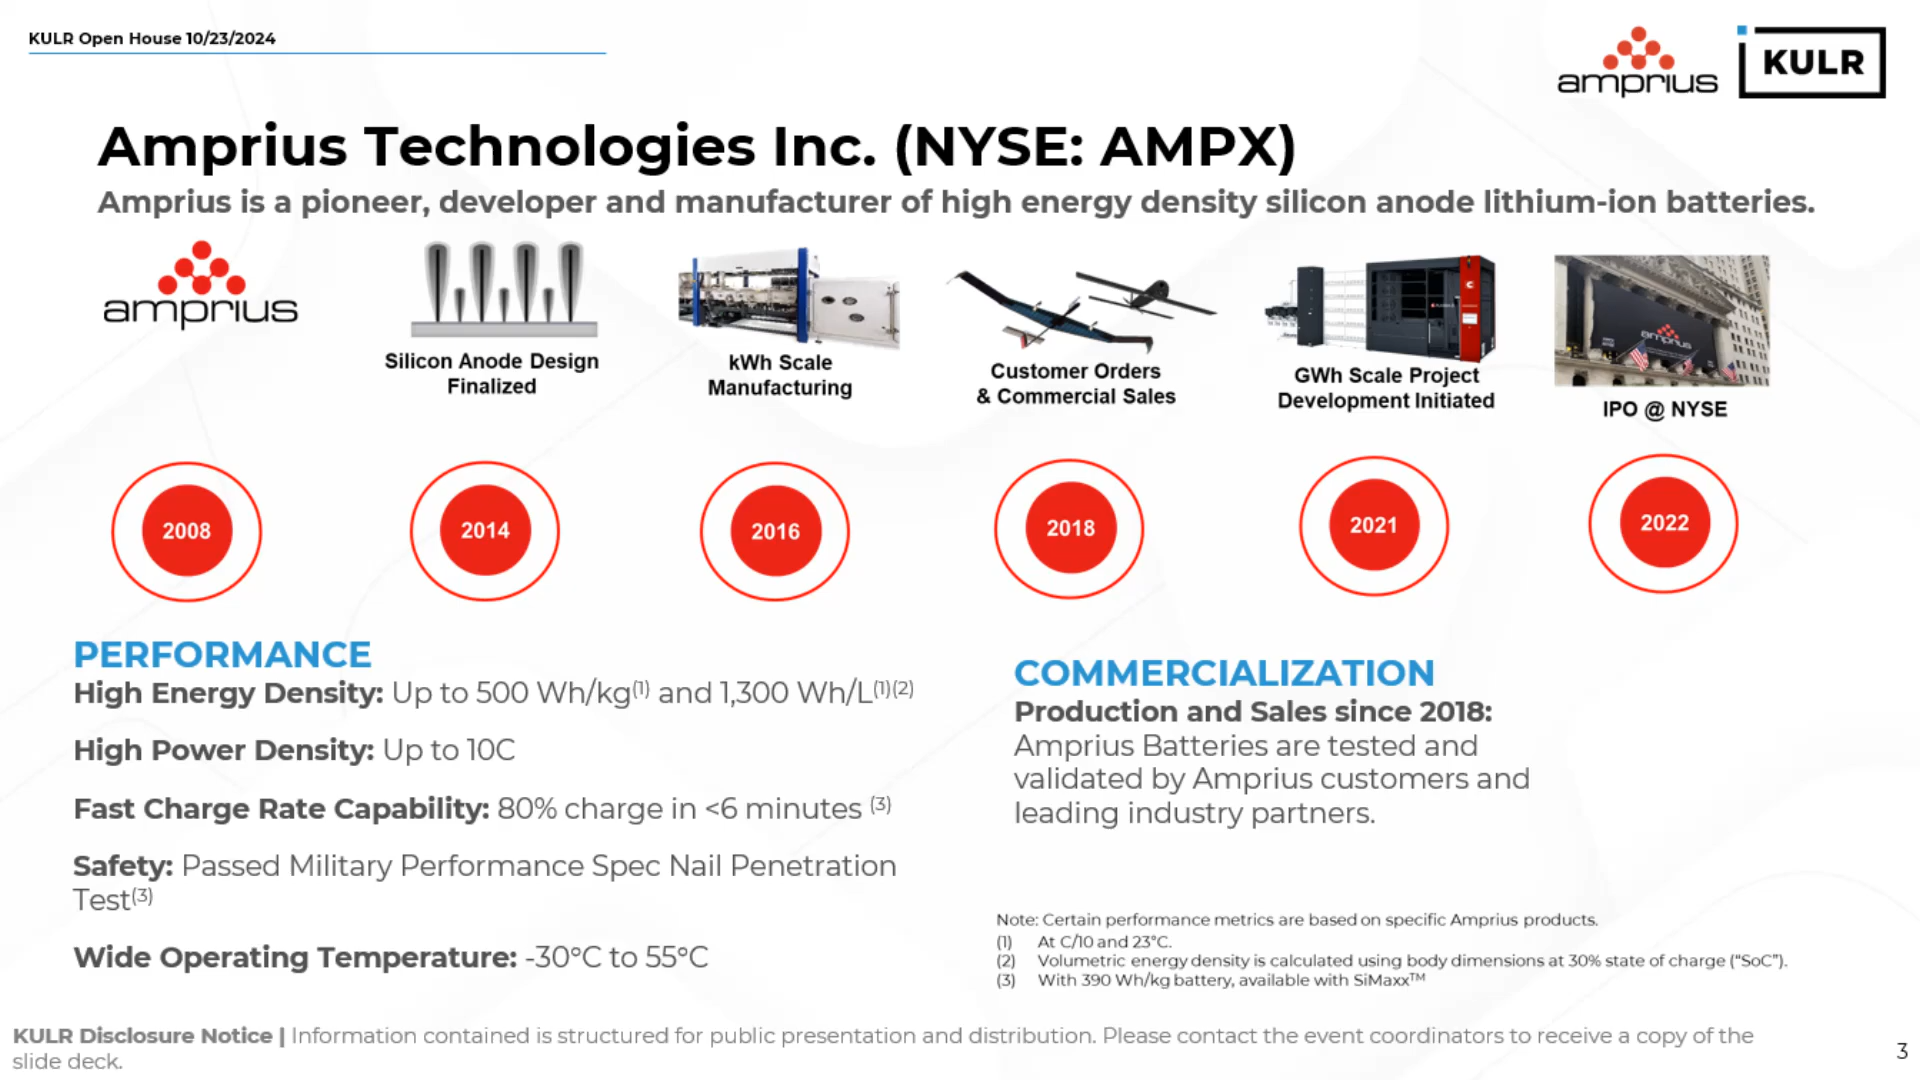 KULR Open House 10/23/2024
amprius
KULR
Amprius Technologies Inc. (NYSE: AMPX)
Amprius is a pioneer, developer and manufacturer of high energy density silicon anode lithium-ion batteries.
amprius
Silicon Anode Design
Finalized
kWh Scale
Manufacturing
Customer Orders
& Commercial Sales
GWh Scale Project
Development Initiated
amprius
IPO @ NYSE
2008
2014
2016
2018
2021
2022
PERFORMANCE
High Energy Density: Up to 500 Wh/kg(1) and 1,300 Wh/L(1)(2)
High Power Density: Up to 10C
Fast Charge Rate Capability: 80% charge in <6 minutes (3)
Safety: Passed Military Performance Spec Nail Penetration
Test(3)
Wide Operating Temperature: -30°C to 55°C
COMMERCIALIZATION
Production and Sales since 2018:
Amprius Batteries are tested and
validated by Amprius customers and
leading industry partners.
Note: Certain performance metrics are based on specific Amprius products.
(1) At C/10 and 23°C.
(2) Volumetric energy density is calculated using body dimensions at 30% state of charge (“SoC”).
(3) With 390 Wh/kg battery, available with SiMaxx™
KULR Disclosure Notice | Information contained is structured for public presentation and distribution. Please contact the event coordinators to receive a copy of the
slide deck.
3